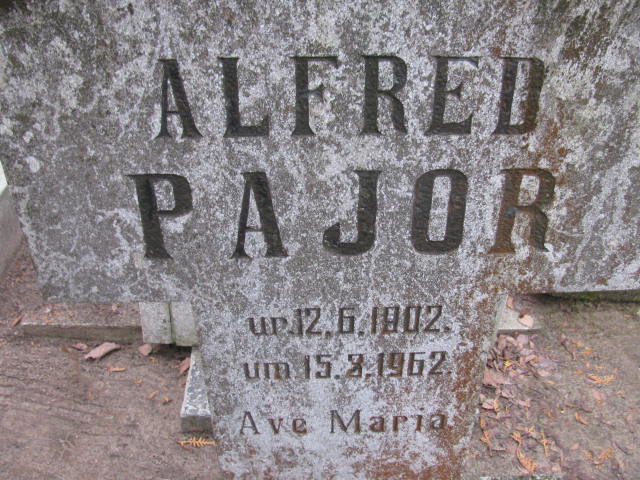 ALFRED
PAJOR
ur. 12.6.1902.
um 15.3.1962.
Ave Maria